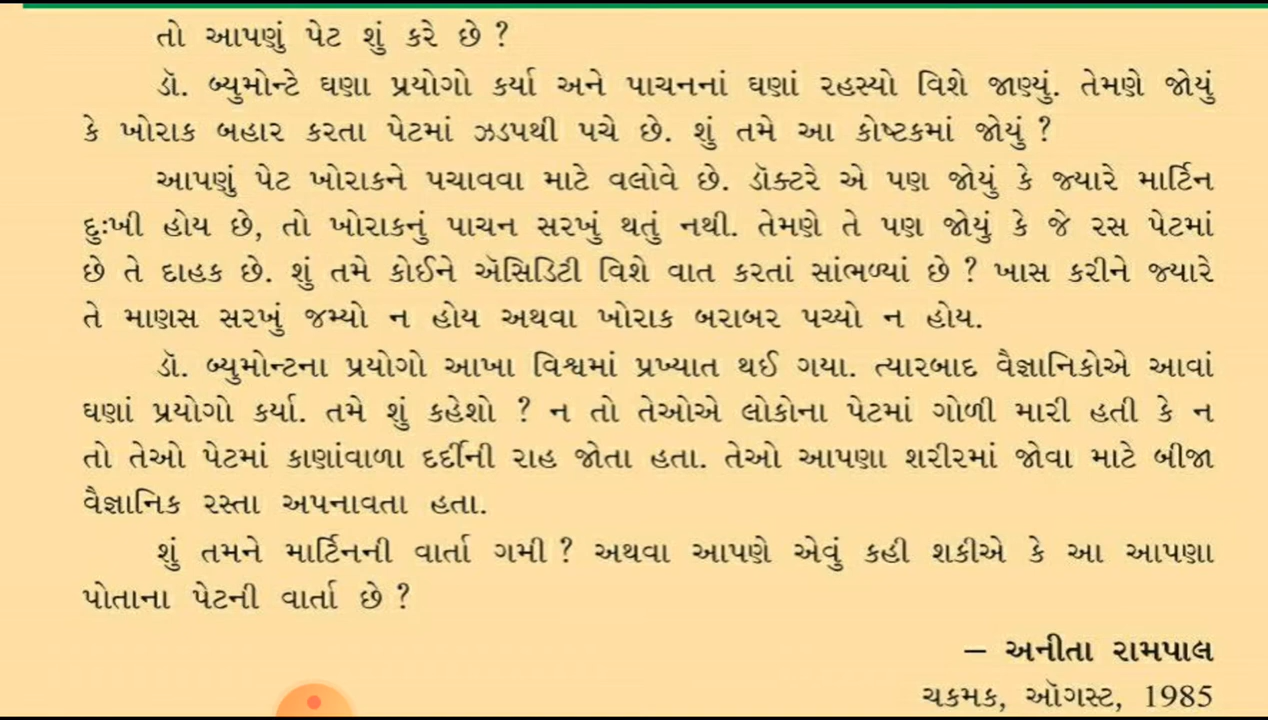 તો આપણું પેટ શું કરે છે ?
ડૉ. બ્યુમોન્ટે ઘણા પ્રયોગો કર્યા અને પાચનનાં ઘણાં રહસ્યો વિશે જાણ્યું. તેમણે જોયું
કે ખોરાક બહાર કરતા પેટમાં ઝડપથી પચે છે. શું તમે આ કોષ્ટકમાં જોયું ?
આપણું પેટ ખોરાકને પચાવવા માટે વલોવે છે. ડૉક્ટરે એ પણ જોયું કે જ્યારે માર્ટિન
દુઃખી હોય છે, તો ખોરાકનું પાચન સરખું થતું નથી. તેમણે તે પણ જોયું કે જે રસ પેટમાં
છે તે દાહક છે. શું તમે કોઈને ઍસિડિટી વિશે વાત કરતાં સાંભળ્યાં છે ? ખાસ કરીને જ્યારે
તે માણસ સરખું જમ્યો ન હોય અથવા ખોરાક બરાબર પચ્યો ન હોય.
ડૉ. બ્યુમોન્ટના પ્રયોગો આખા વિશ્વમાં પ્રખ્યાત થઈ ગયા. ત્યારબાદ વૈજ્ઞાનિકોએ આવાં
ઘણાં પ્રયોગો કર્યા. તમે શું કહેશો ? ન તો તેઓએ લોકોના પેટમાં ગોળી મારી હતી કે ન
તો તેઓ પેટમાં કાણાંવાળા દર્દીની રાહ જોતા હતા. તેઓ આપણા શરીરમાં જોવા માટે બીજા
વૈજ્ઞાનિક રસ્તા અપનાવતા હતા.
શું તમને માર્ટિનની વાર્તા ગમી ? અથવા આપણે એવું કહી શકીએ કે આ આપણા
પોતાના પેટની વાર્તા છે ?
– અનીતા રામપાલ
ચકમક, ઑગસ્ટ, 1985